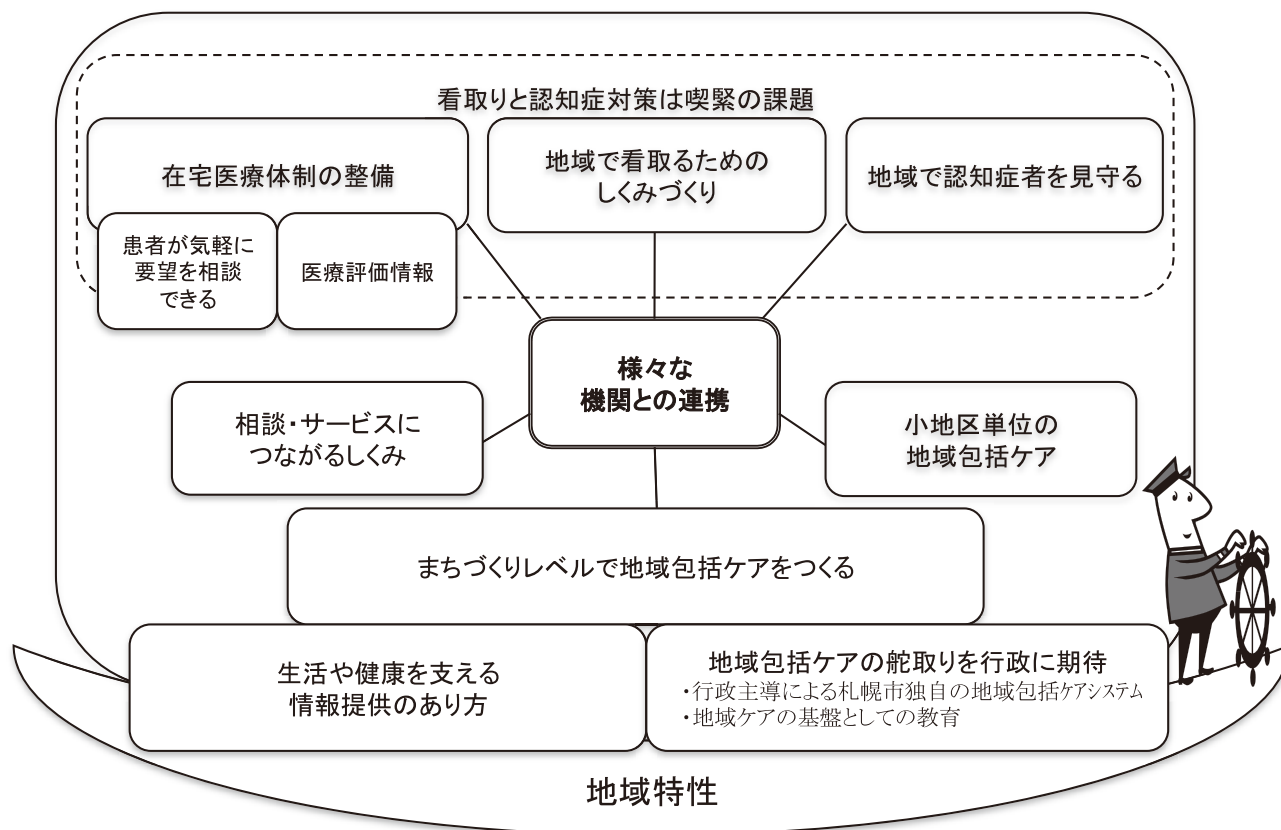 看取りと認知症対策は喫緊の課題
在宅医療体制の整備
地域で看取るための
しくみづくり
地域で認知症者を見守る
患者が気軽に
要望を相談
できる
医療評価情報
様々な
機関との連携
相談・サービスに
つながるしくみ
小地区単位の
地域包括ケア
まちづくりレベルで地域包括ケアをつくる
生活や健康を支える
情報提供のあり方
地域包括ケアの舵取りを行政に期待
・行政主導による札幌市独自の地域包括ケアシステム
・地域ケアの基盤としての教育
地域特性